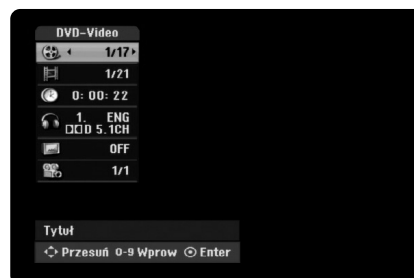 DVD-Video
1/17
1/21
0: 00: 22
1. ENG
D 5.1CH
OFF
1/1
Tytuł
Przesuń 0-9 Wprow Enter